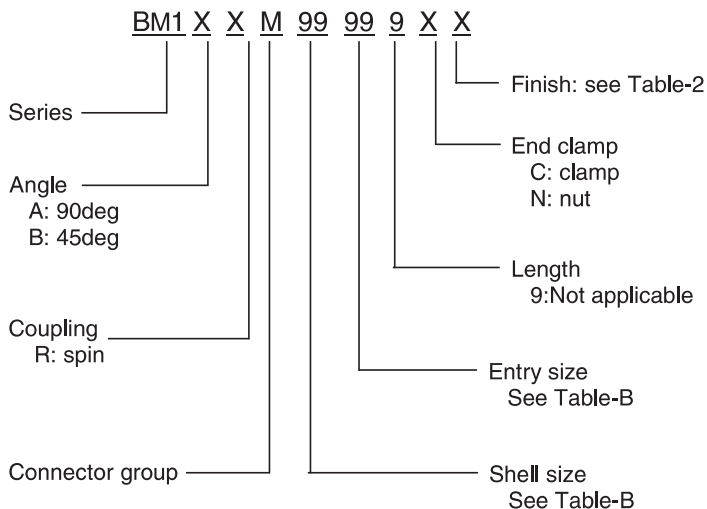 BM1 X X M 99 99 9 X X
Finish: see Table-2
Series
End clamp
C: clamp
N: nut
Angle
A: 90deg
B: 45deg
Length
9:Not applicable
Coupling
R: spin
Entry size
See Table-B
Connector group
Shell size
See Table-B